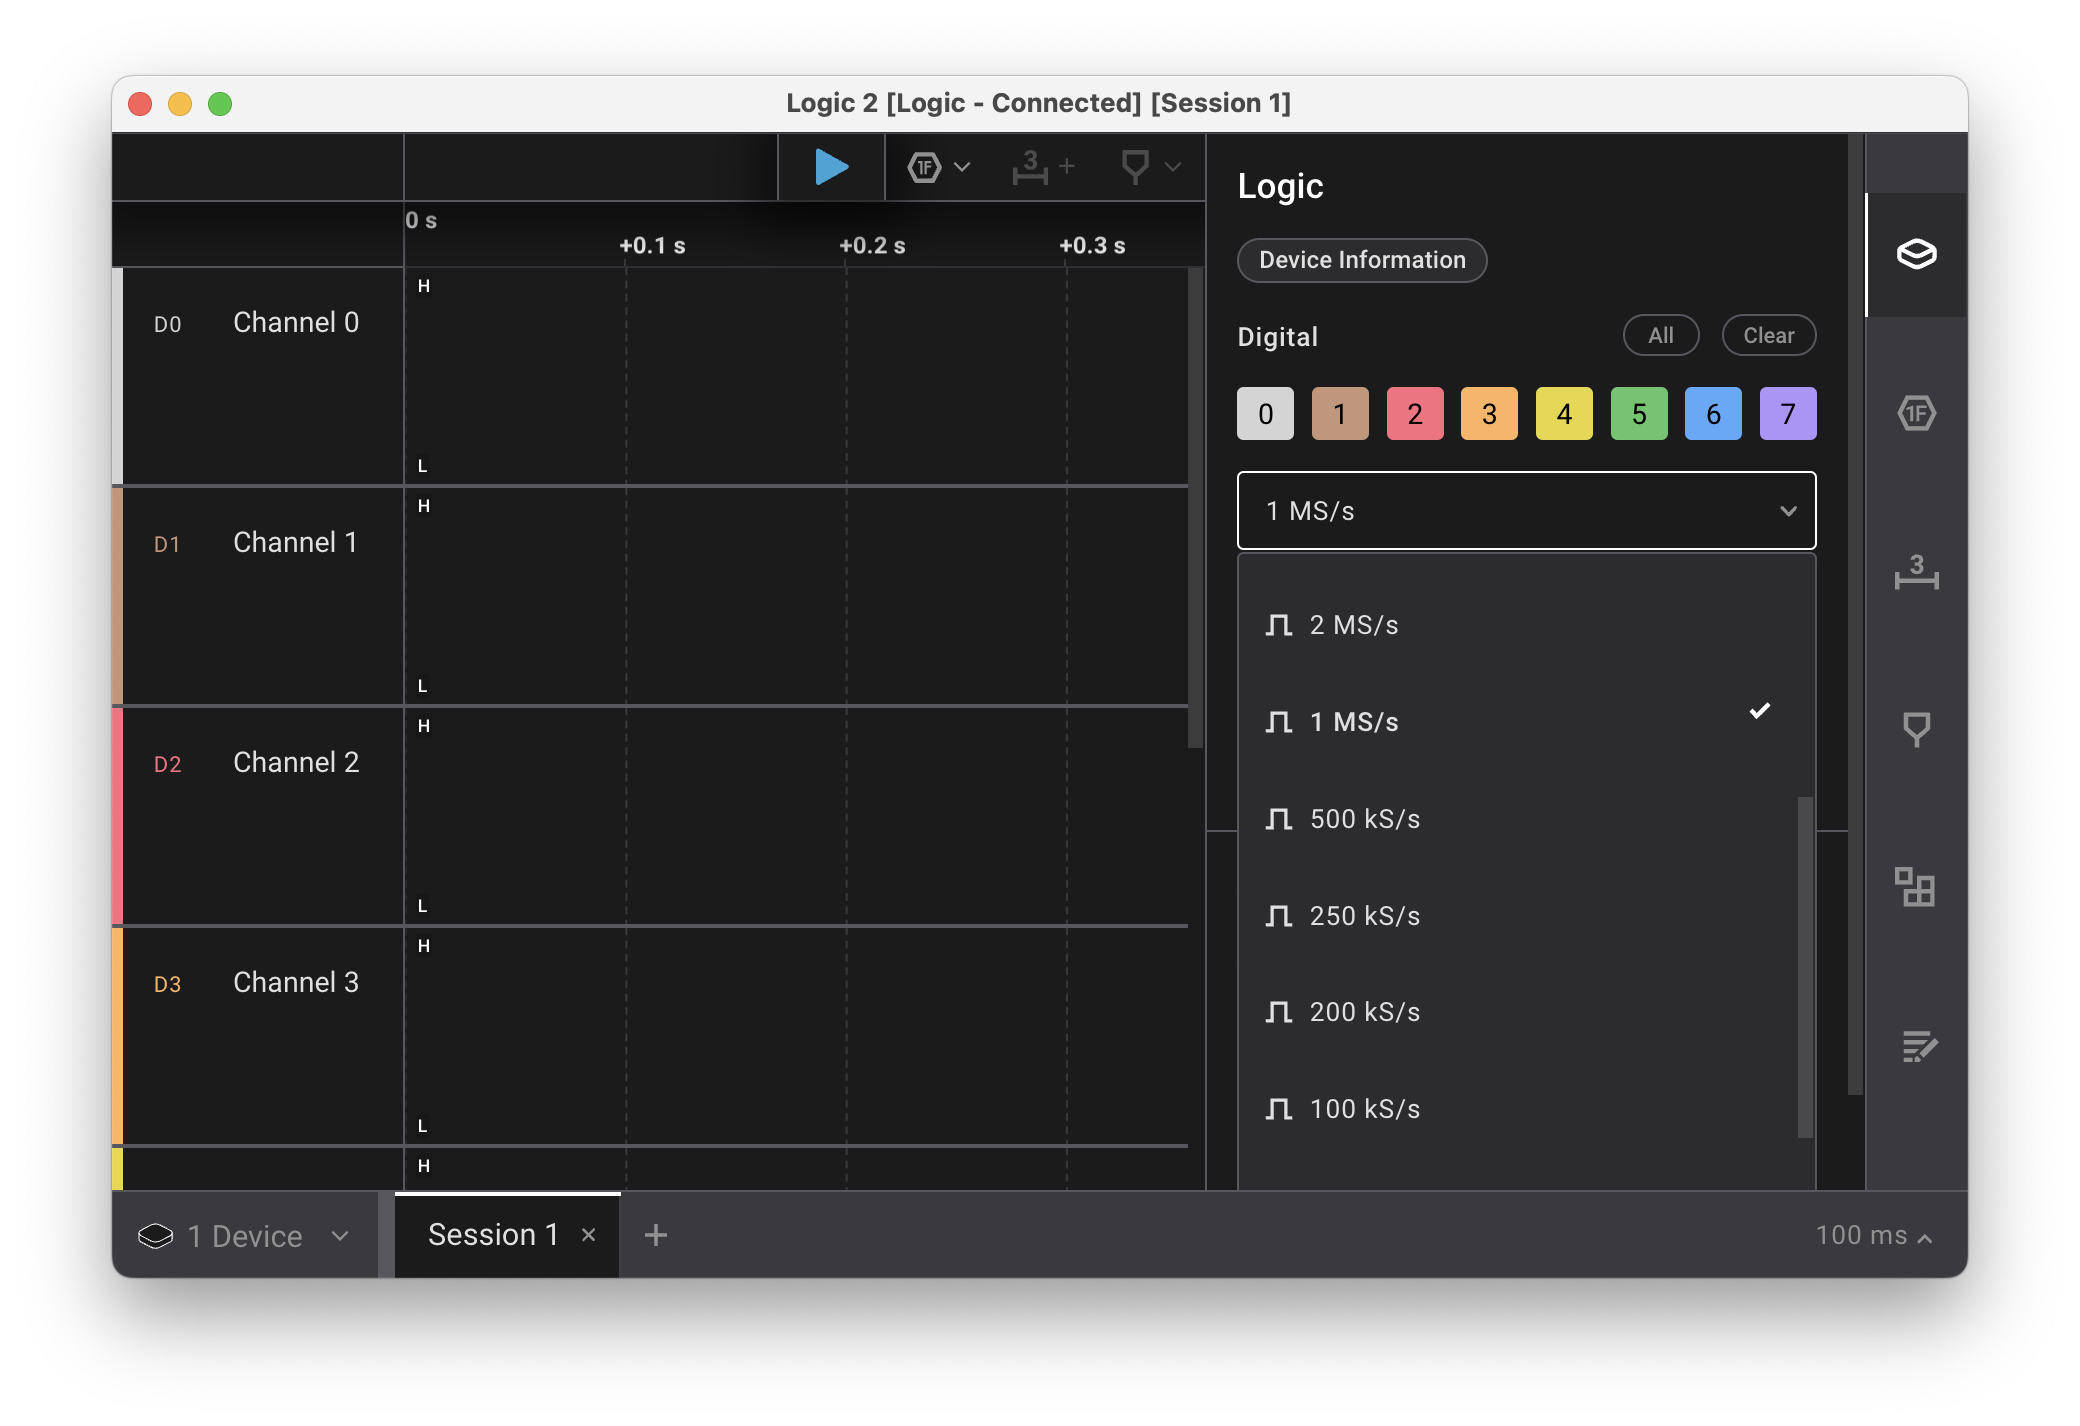 Logic 2 [Logic - Connected] [Session 1]
1F
3 +
0 s
+0.1 s +0.2 s +0.3 s
H
D0 Channel 0
L
H
D1 Channel 1
L
H
D2 Channel 2
L
H
D3 Channel 3
L
H
Logic
Device Information
Digital All Clear
0 1 2 3 4 5 6 7
1 MS/s
2 MS/s
1 MS/s
500 kS/s
250 kS/s
200 kS/s
100 kS/s
1F
3
1 Device Session 1 × + 100 ms